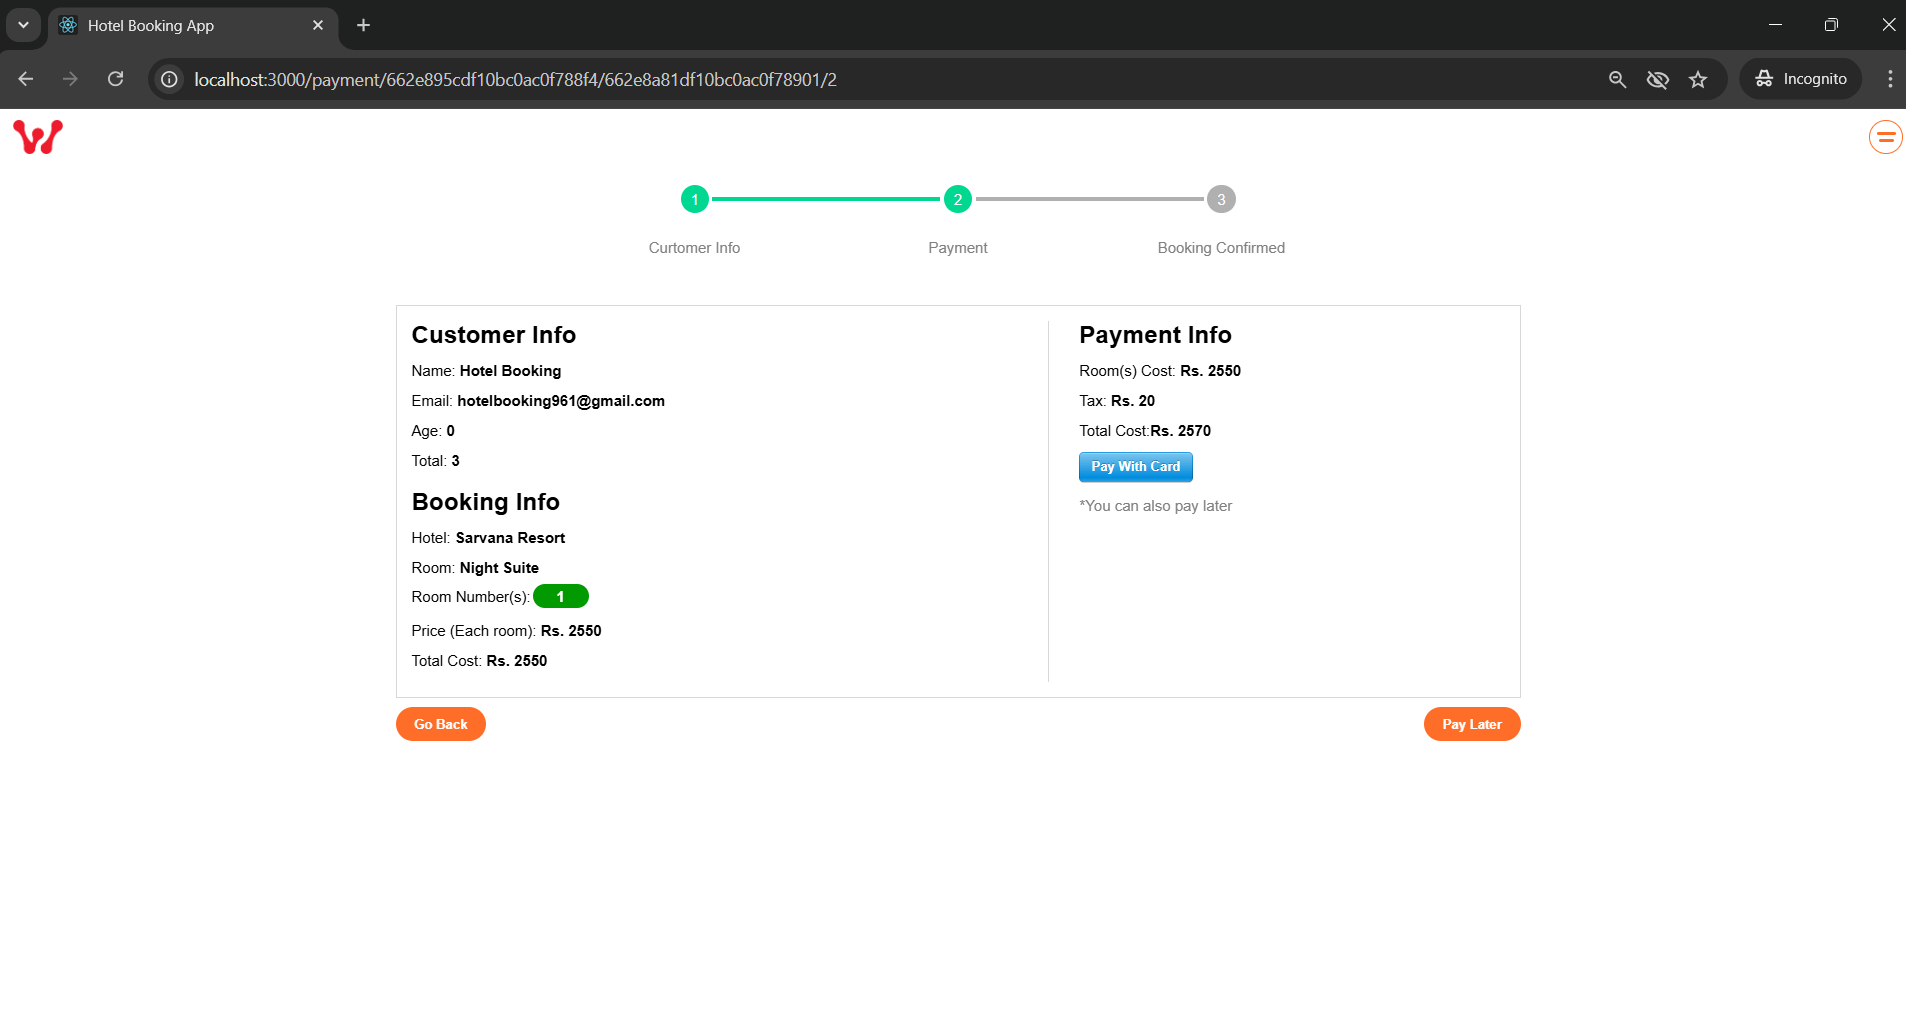 Hotel Booking App
localhost:3000/payment/662e895cdf10bc0ac0f788f4/662e8a81df10bc0ac0f78901/2
Incognito
1
2
3
Curtomer Info
Payment
Booking Confirmed
Customer Info
Name: Hotel Booking
Email: hotelbooking961@gmail.com
Age: 0
Total: 3
Booking Info
Hotel: Sarvana Resort
Room: Night Suite
Room Number(s): 1
Price (Each room): Rs. 2550
Total Cost: Rs. 2550
Payment Info
Room(s) Cost: Rs. 2550
Tax: Rs. 20
Total Cost:Rs. 2570
Pay With Card
*You can also pay later
Go Back
Pay Later